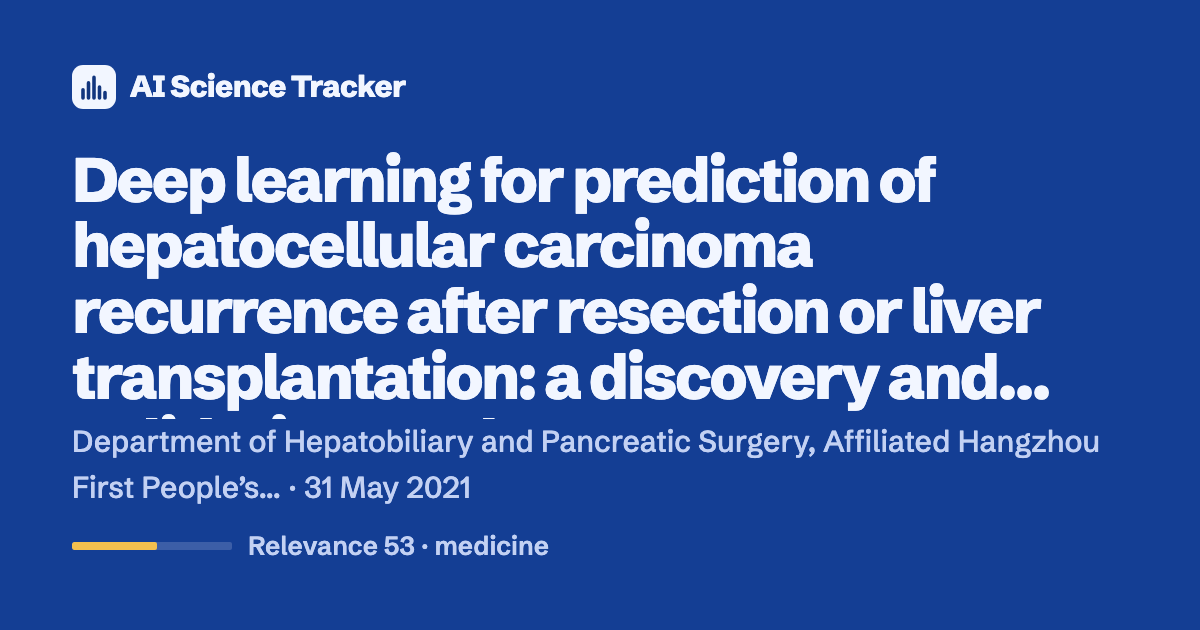 AI Science Tracker
Deep learning for prediction of
hepatocellular carcinoma
recurrence after resection or liver
transplantation: a discovery and...
Department of Hepatobiliary and Pancreatic Surgery, Affiliated Hangzhou
First People’s... · 31 May 2021
Relevance 53 · medicine